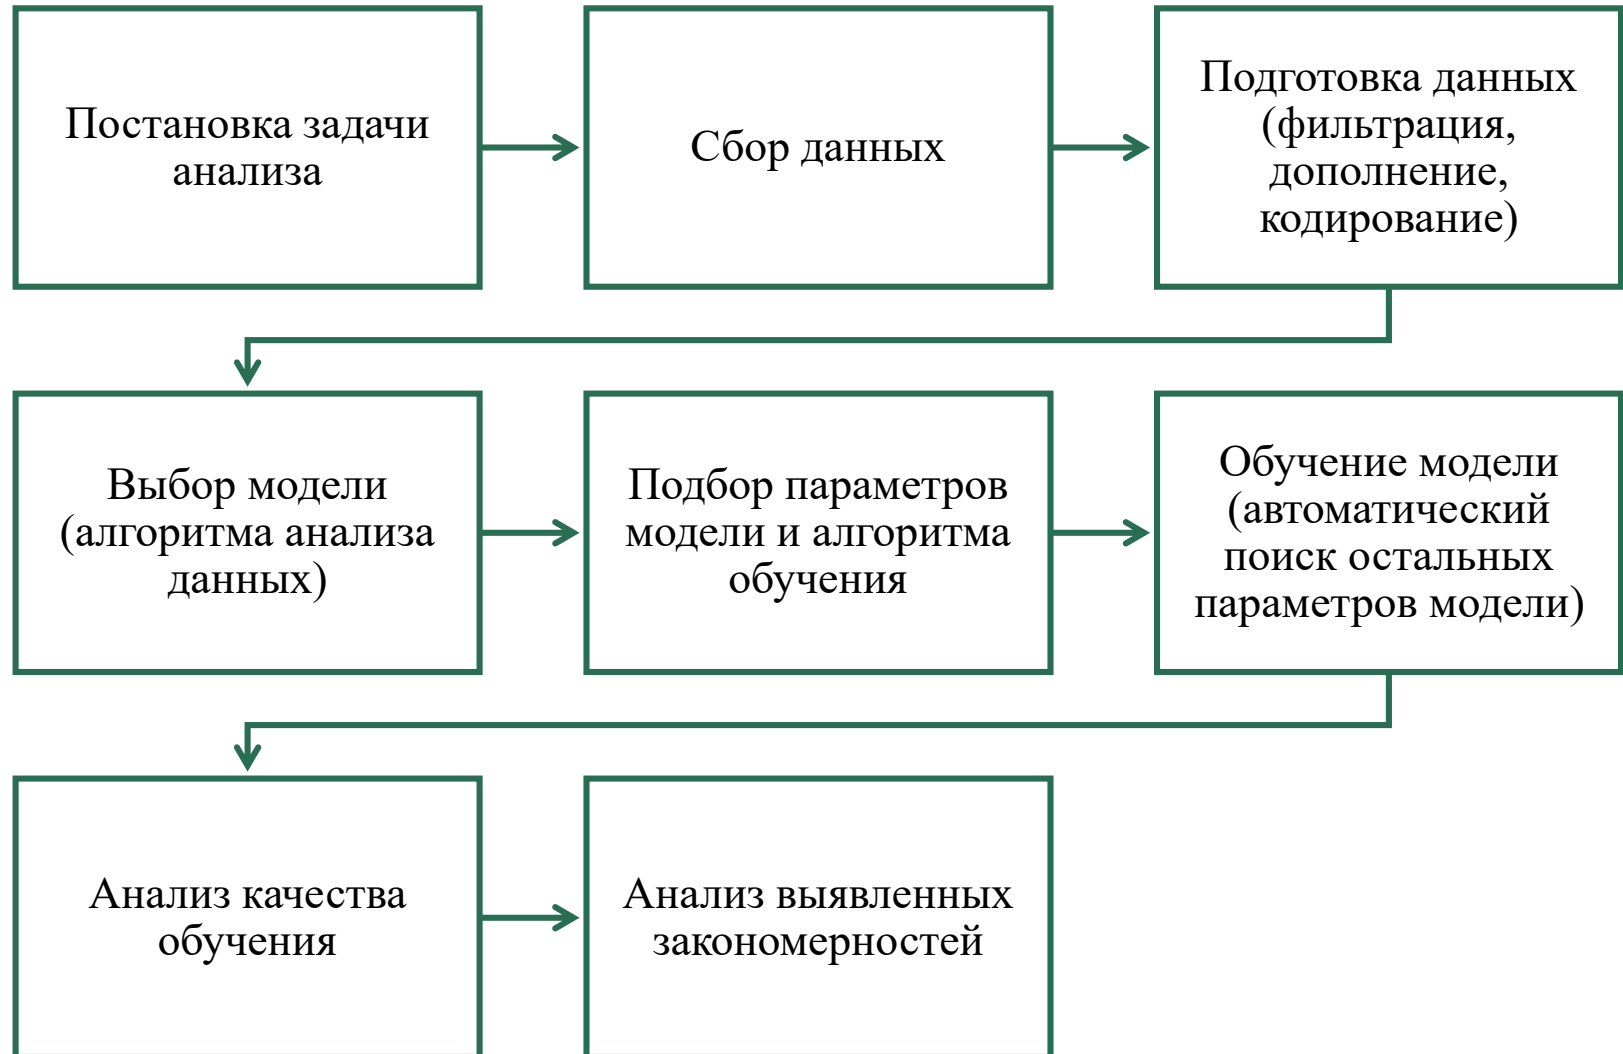 Постановка задачи
анализа
Сбор данных
Подготовка данных
(фильтрация,
дополнение,
кодирование)
Выбор модели
(алгоритма анализа
данных)
Подбор параметров
модели и алгоритма
обучения
Обучение модели
(автоматический
поиск остальных
параметров модели)
Анализ качества
обучения
Анализ выявленных
закономерностей